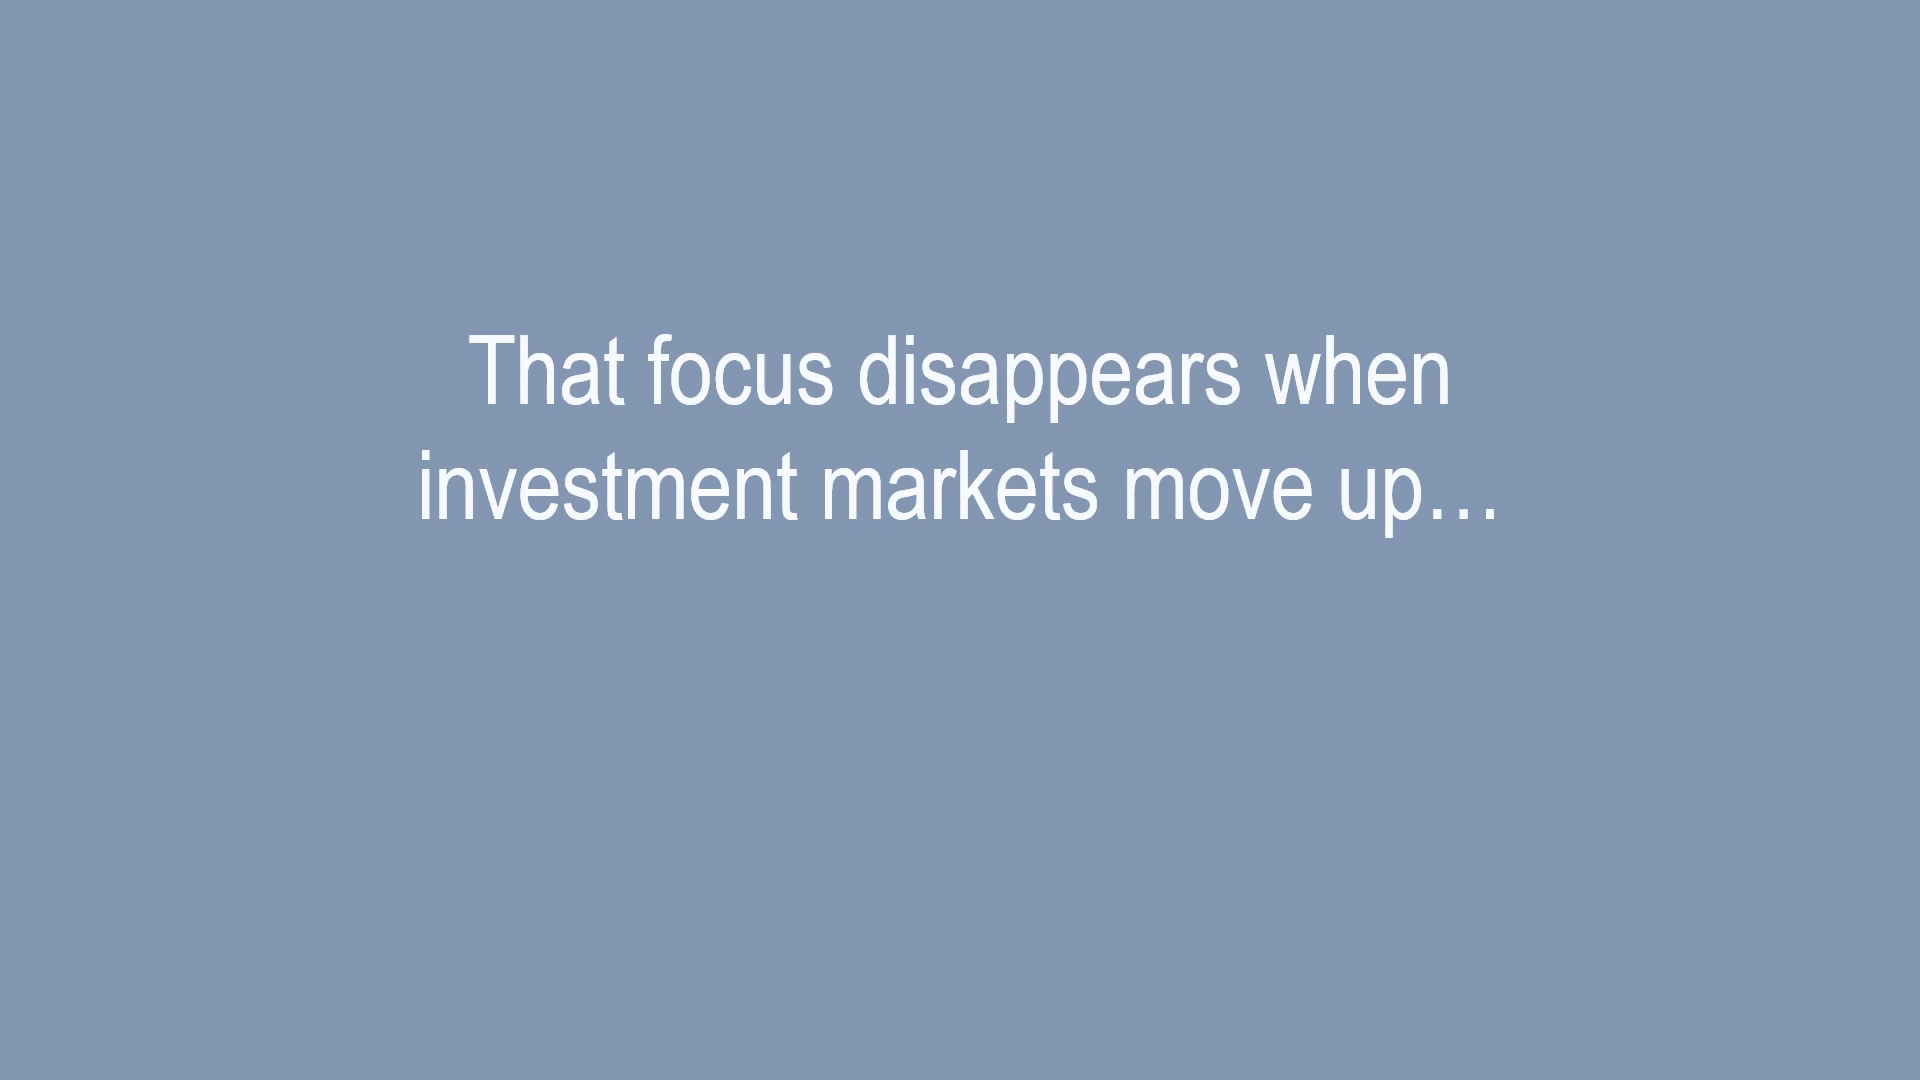 That focus disappears when
investment markets move up…